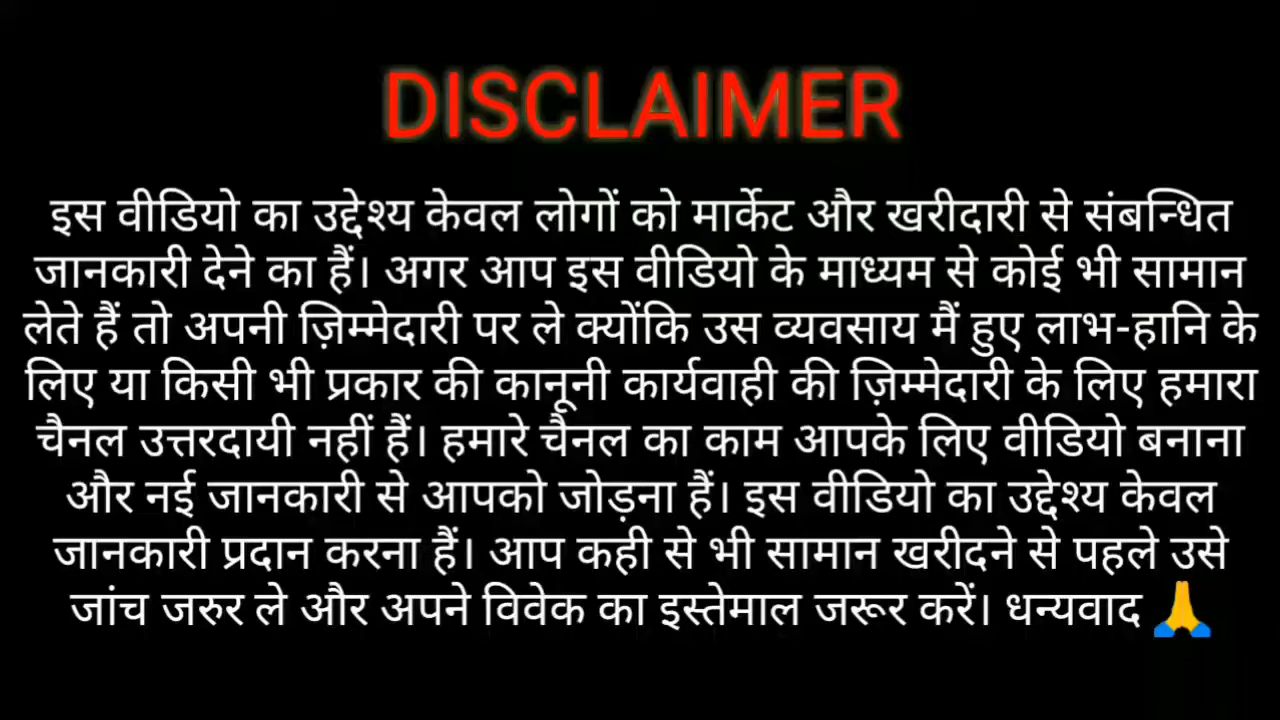 DISCLAIMER
इस वीडियो का उद्देश्य केवल लोगों को मार्केट और खरीदारी से संबन्धित
जानकारी देने का हैं। अगर आप इस वीडियो के माध्यम से कोई भी सामान
लेते हैं तो अपनी ज़िम्मेदारी पर ले क्योंकि उस व्यवसाय मैं हुए लाभ-हानि के
लिए या किसी भी प्रकार की कानूनी कार्यवाही की ज़िम्मेदारी के लिए हमारा
चैनल उत्तरदायी नहीं हैं। हमारे चैनल का काम आपके लिए वीडियो बनाना
और नई जानकारी से आपको जोड़ना हैं। इस वीडियो का उद्देश्य केवल
जानकारी प्रदान करना हैं। आप कही से भी सामान खरीदने से पहले उसे
जांच जरुर ले और अपने विवेक का इस्तेमाल जरूर करें। धन्यवाद 🙏